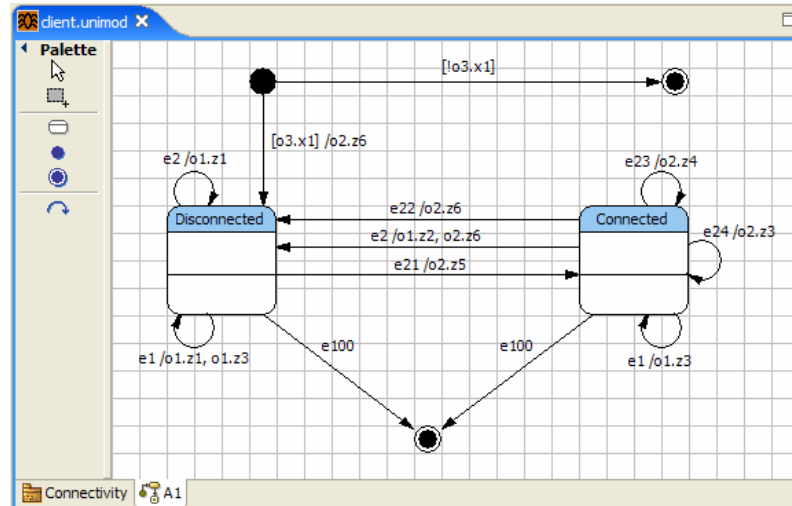 client.unimod
Palette
[!o3.x1]
[o3.x1] /o2.z6
e2 /o1.z1
e23 /o2.z4
Disconnected
e22 /o2.z6
Connected
e24 /o2.z3
e2 /o1.z2, o2.z6
e21 /o2.z5
e1 /o1.z1, o1.z3
e100
e100
e1 /o1.z3
Connectivity
A1